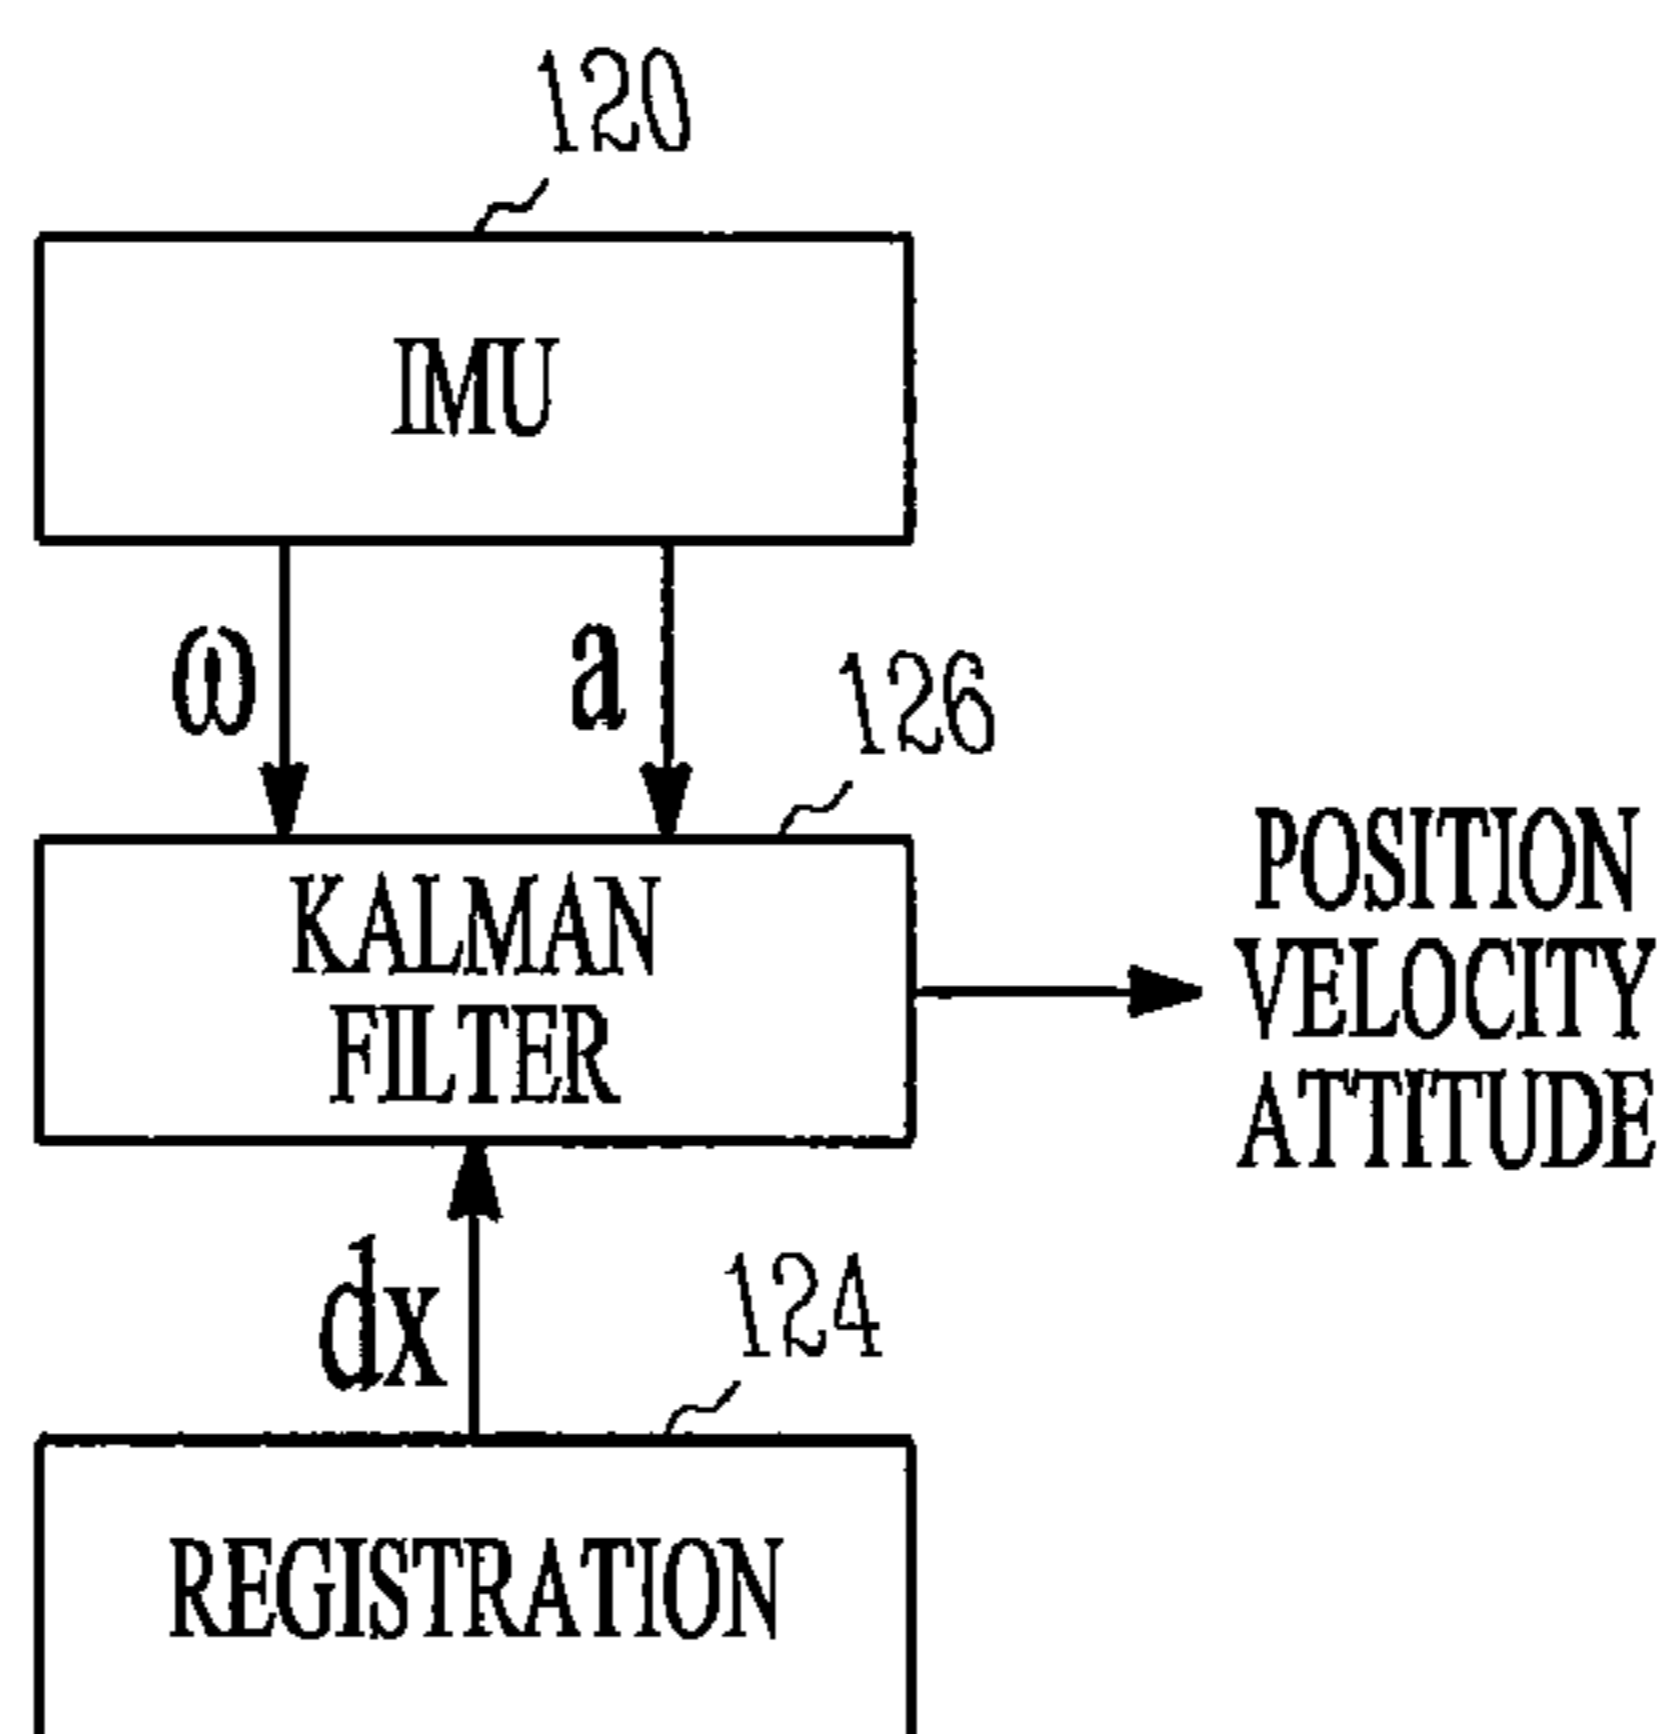 120
IMU
ω
a
126
KALMAN
FILTER
POSITION
VELOCITY
ATTITUDE
dx
124
REGISTRATION